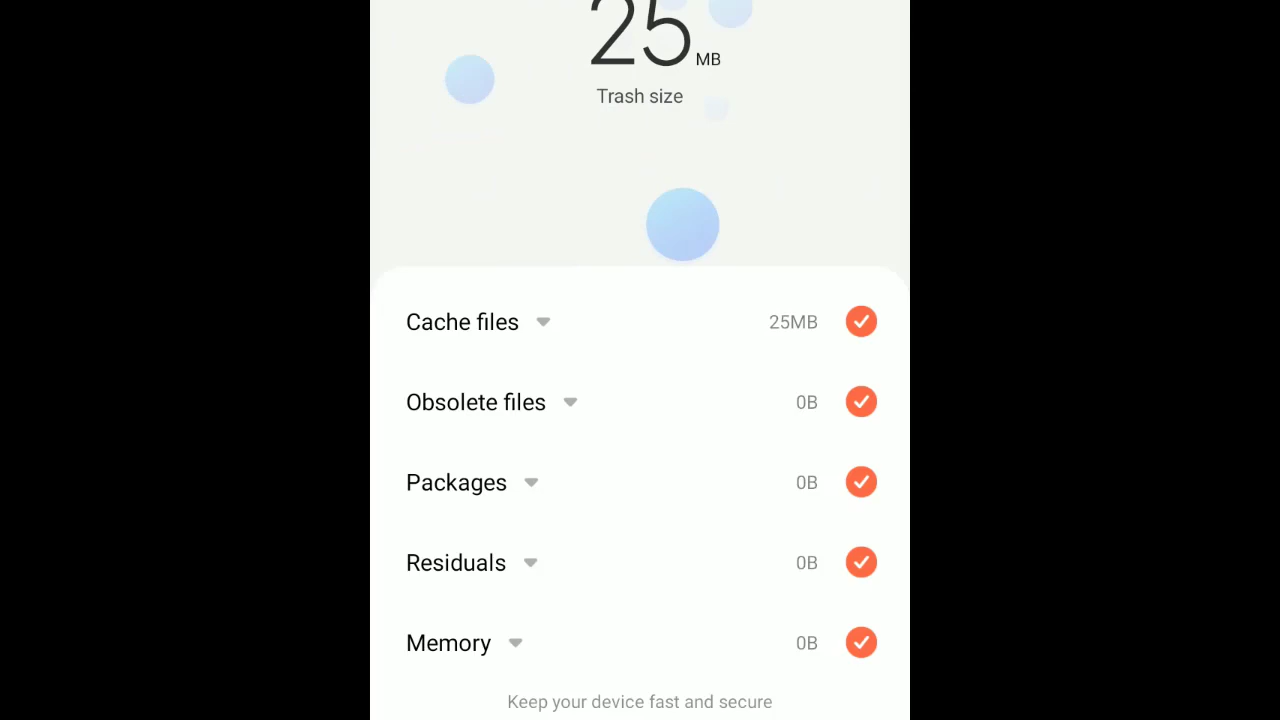 25 MB
Trash size
Cache files 25MB
Obsolete files 0B
Packages 0B
Residuals 0B
Memory 0B
Keep your device fast and secure